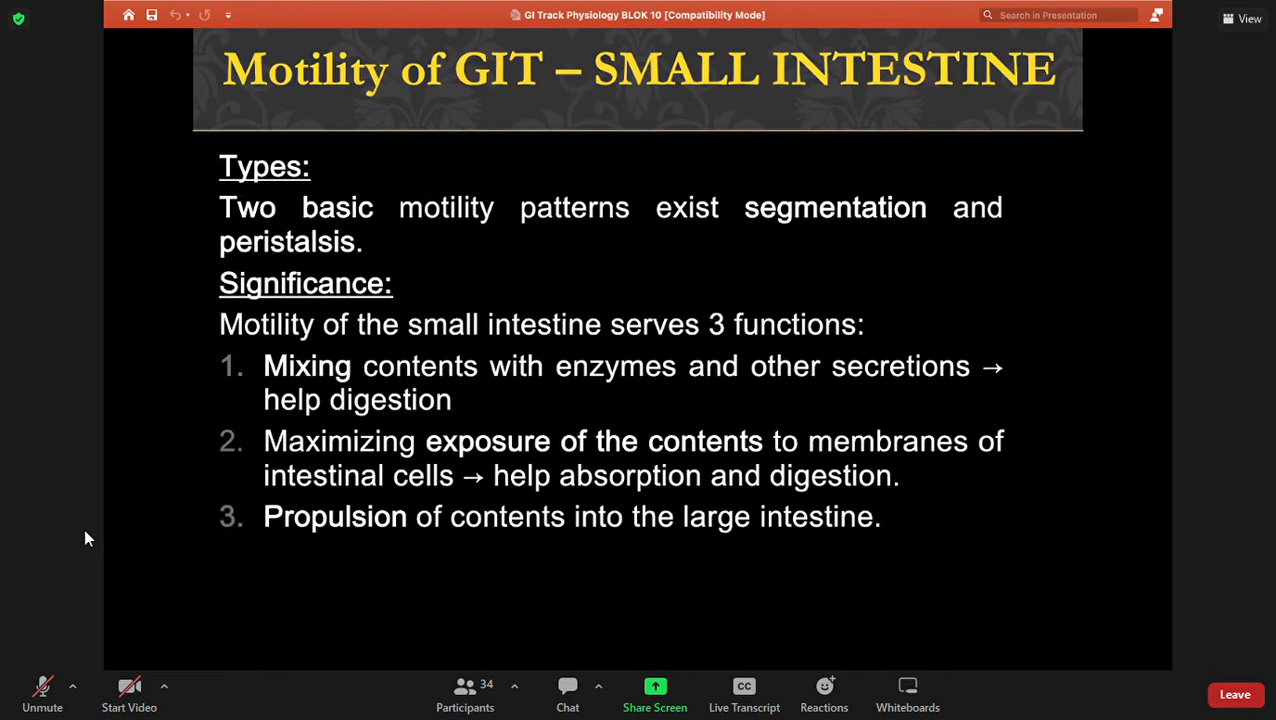 GI Track Physiology BLOK 10 [Compatibility Mode]
Search in Presentation
View
Motility of GIT – SMALL INTESTINE
Types:
Two basic motility patterns exist segmentation and
peristalsis.
Significance:
Motility of the small intestine serves 3 functions:
1. Mixing contents with enzymes and other secretions →
help digestion
2. Maximizing exposure of the contents to membranes of
intestinal cells → help absorption and digestion.
3. Propulsion of contents into the large intestine.
34
CC
Unmute
Start Video
Participants
Chat
Share Screen
Live Transcript
Reactions
Whiteboards
Leave